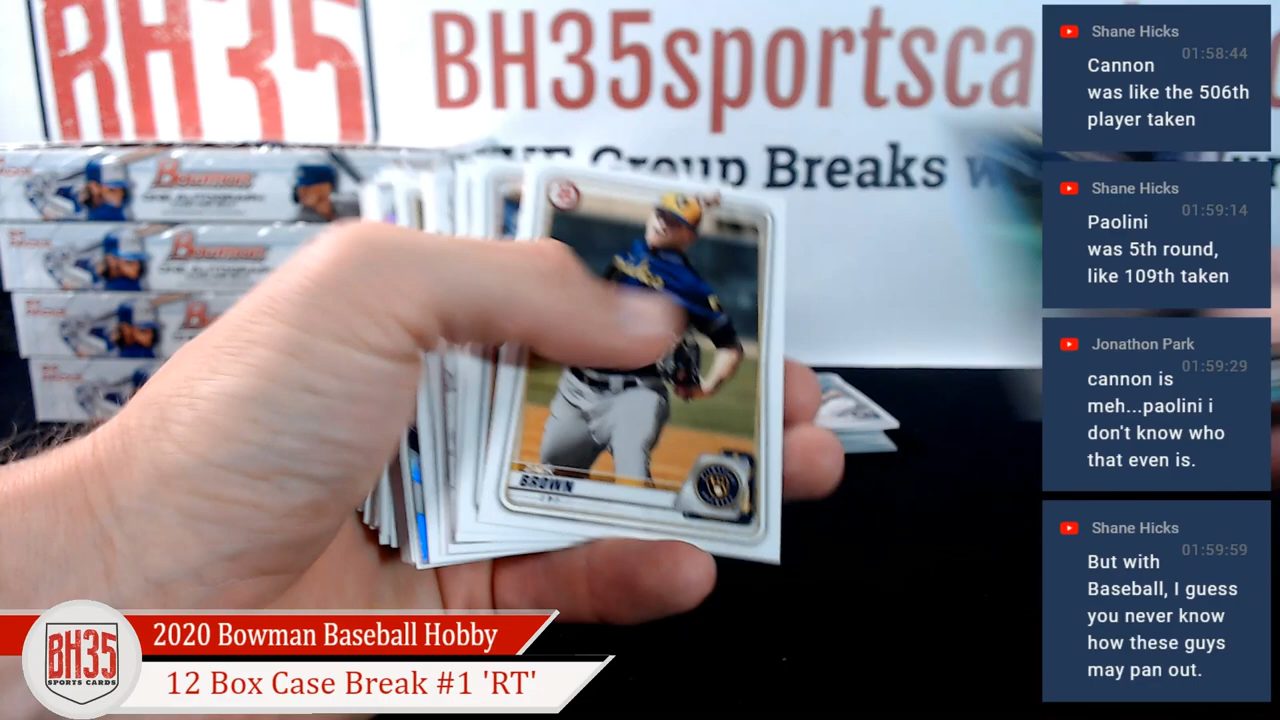 BH35
BH35sportsca
Group Breaks w
Bowman
Bowman
BROWN
Shane Hicks
01:58:44
Cannon
was like the 506th
player taken
Shane Hicks
01:59:14
Paolini
was 5th round,
like 109th taken
Jonathon Park
01:59:29
cannon is
meh...paolini i
don't know who
that even is.
Shane Hicks
01:59:59
But with
Baseball, I guess
you never know
how these guys
may pan out.
BH35
SPORTS CARDS
2020 Bowman Baseball Hobby
12 Box Case Break #1 'RT'